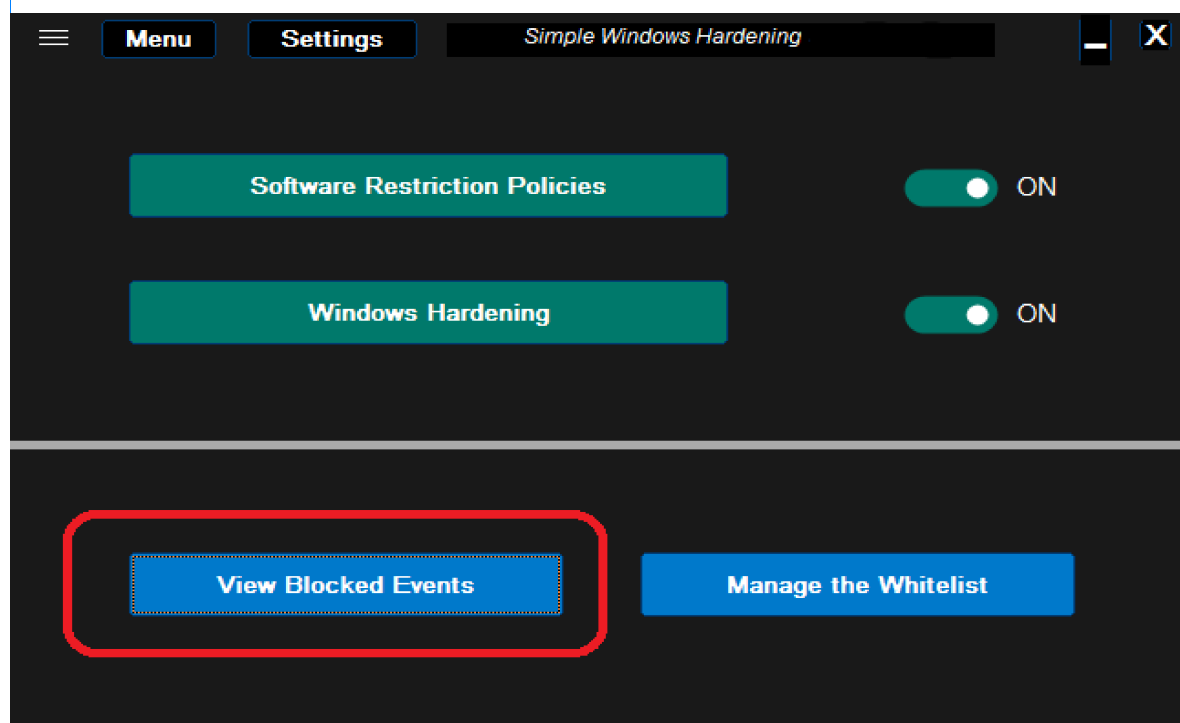 Menu Settings Simple Windows Hardening X
Software Restriction Policies ON
Windows Hardening ON
View Blocked Events Manage the Whitelist